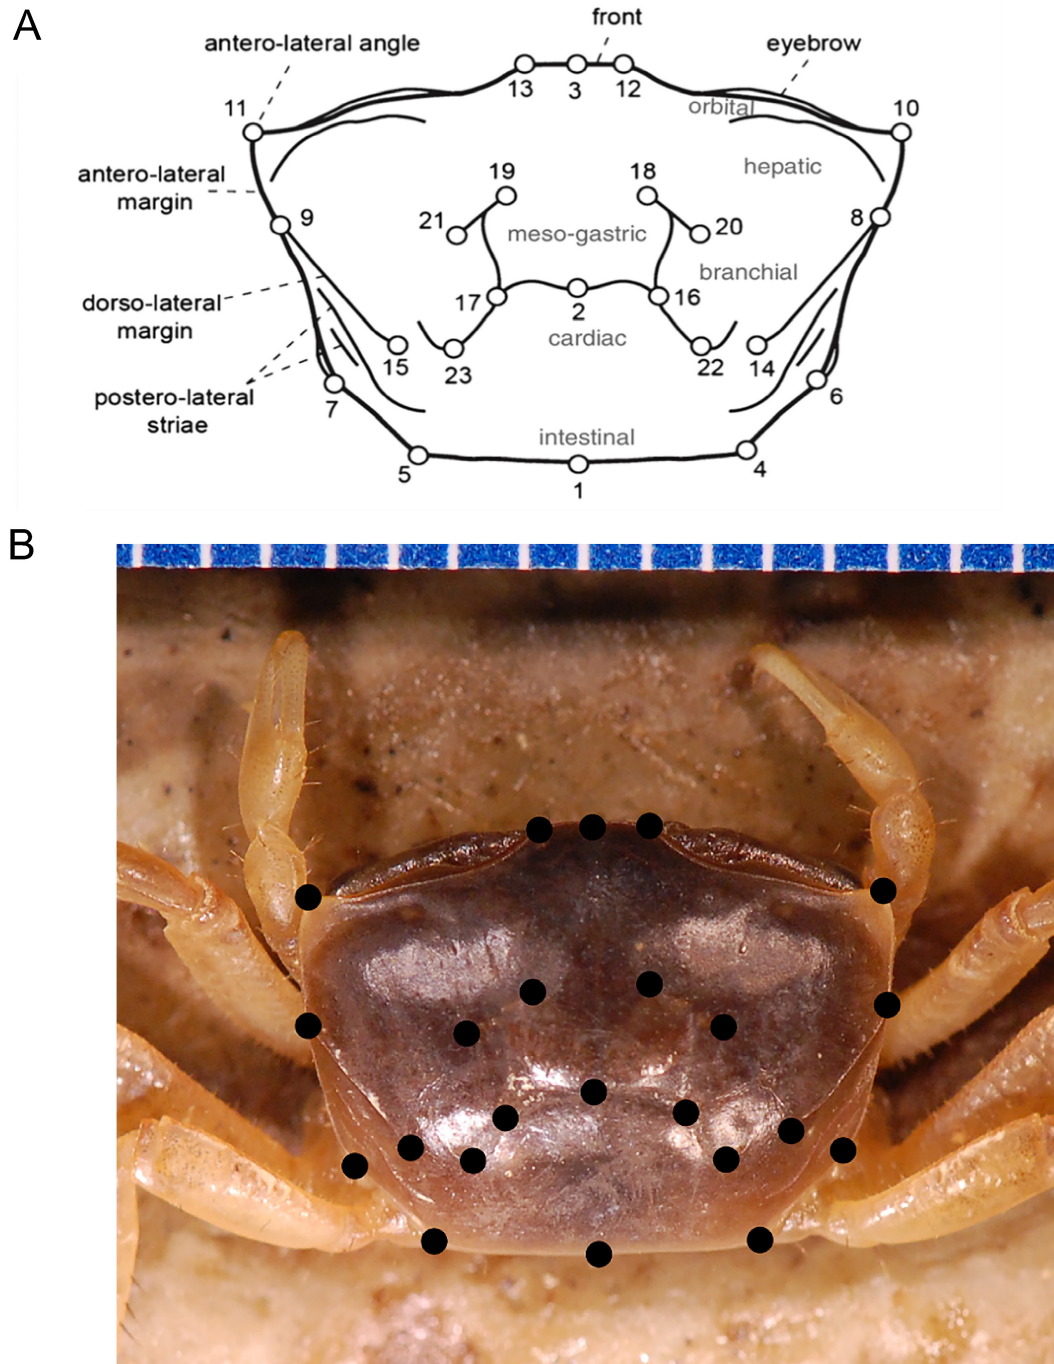 A
front
antero-lateral angle
eyebrow
13
3
12
11
orbital
10
antero-lateral
margin
hepatic
19
18
9
21
meso-gastric
20
8
branchial
dorso-lateral
margin
17
2
16
cardiac
15
23
22
14
postero-lateral
striae
7
6
intestinal
5
1
4
B